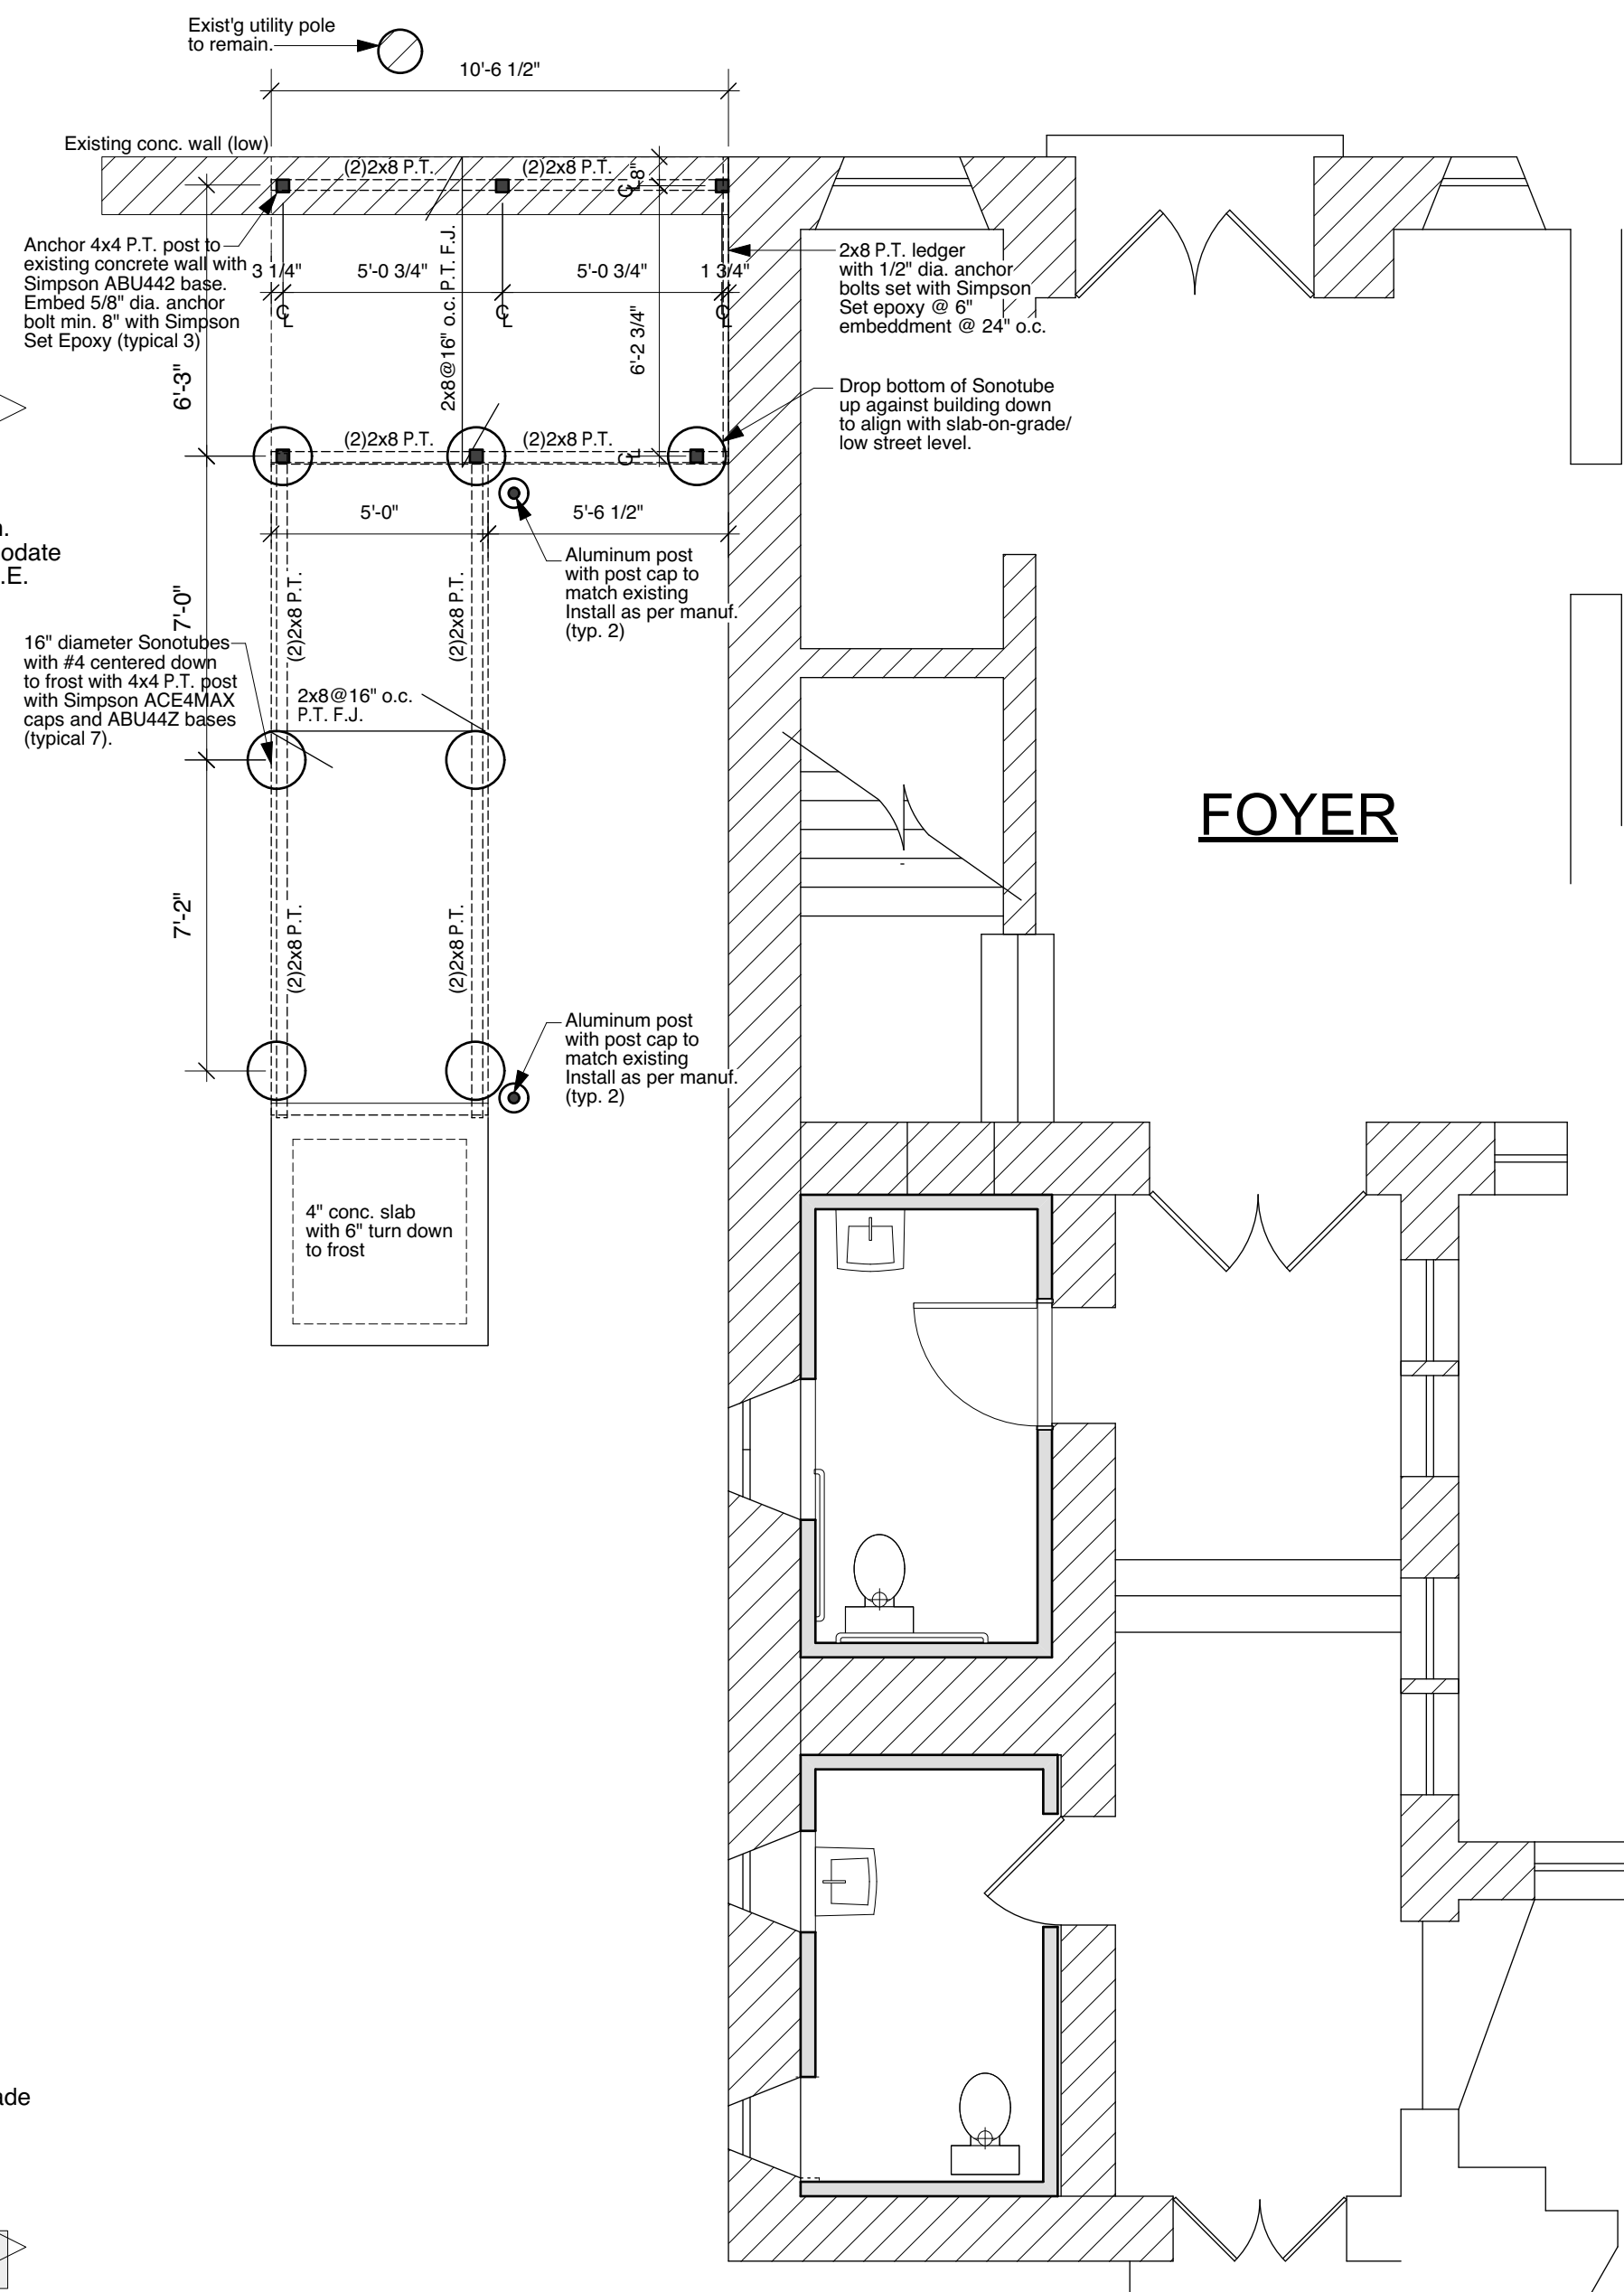 Exist'g utility pole
to remain.
10'-6 1/2"
Existing conc. wall (low)
(2)2x8 P.T.
(2)2x8 P.T.
8"
CL
Anchor 4x4 P.T. post to
existing concrete wall with
Simpson ABU442 base.
Embed 5/8" dia. anchor
bolt min. 8" with Simpson
Set Epoxy (typical 3)
3 1/4"
5'-0 3/4"
5'-0 3/4"
1 3/4"
CL
CL
CL
2x8@16" o.c. P.T. F.J.
6'-2 3/4"
6'-3"
2x8 P.T. ledger
with 1/2" dia. anchor
bolts set with Simpson
Set epoxy @ 6"
embeddment @ 24" o.c.
Drop bottom of Sonotube
up against building down
to align with slab-on-grade/
low street level.
(2)2x8 P.T.
(2)2x8 P.T.
CL
5'-0"
5'-6 1/2"
n.
odate
.E.
Aluminum post
with post cap to
match existing
Install as per manuf.
(typ. 2)
7'-0"
(2)2x8 P.T.
(2)2x8 P.T.
16" diameter Sonotubes
with #4 centered down
to frost with 4x4 P.T. post
with Simpson ACE4MAX
caps and ABU44Z bases
(typical 7).
2x8@16" o.c.
P.T. F.J.
FOYER
7'-2"
(2)2x8 P.T.
(2)2x8 P.T.
Aluminum post
with post cap to
match existing
Install as per manuf.
(typ. 2)
4" conc. slab
with 6" turn down
to frost
ade